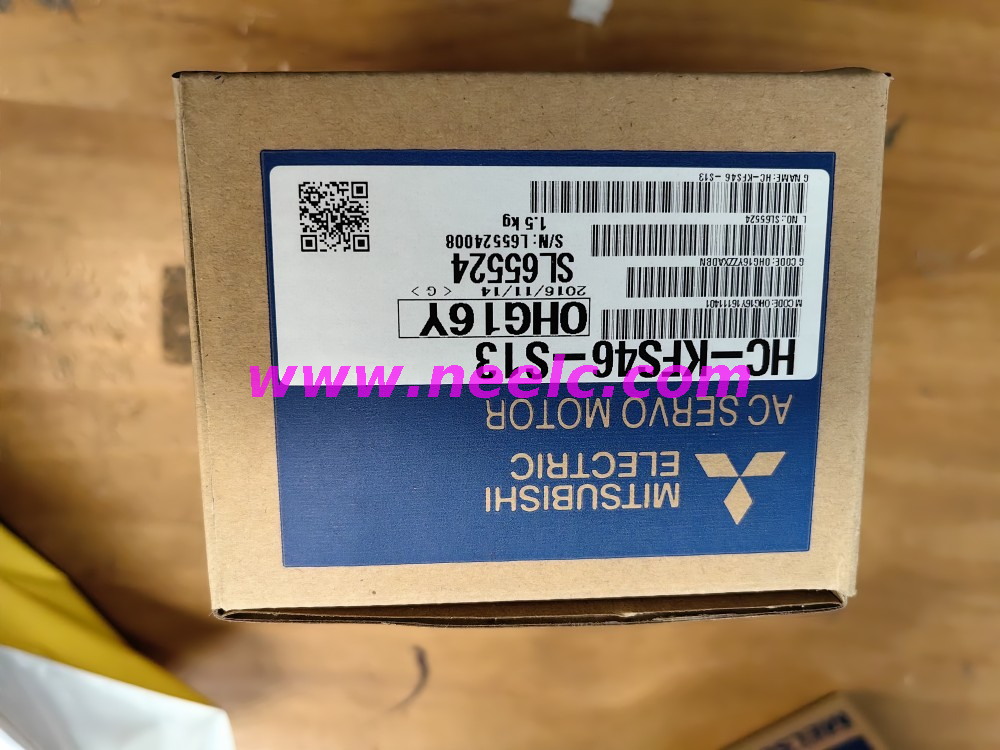 MITSUBISHI
ELECTRIC
AC SERVO MOTOR
HC-KFS46-S13
OHG16Y
2016/11/14 <G>
SL65524
S/N:L65524008
1.5 kg
M CODE:OHG16Y16111401
G CODE:OHG16YZZXADBN
L NO.:SL65524
G NAME:HC-KFS46-S13
www.neelc.com